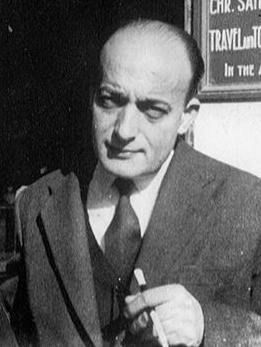 CHR. SA
TRAVEL AND TO
IN THE A